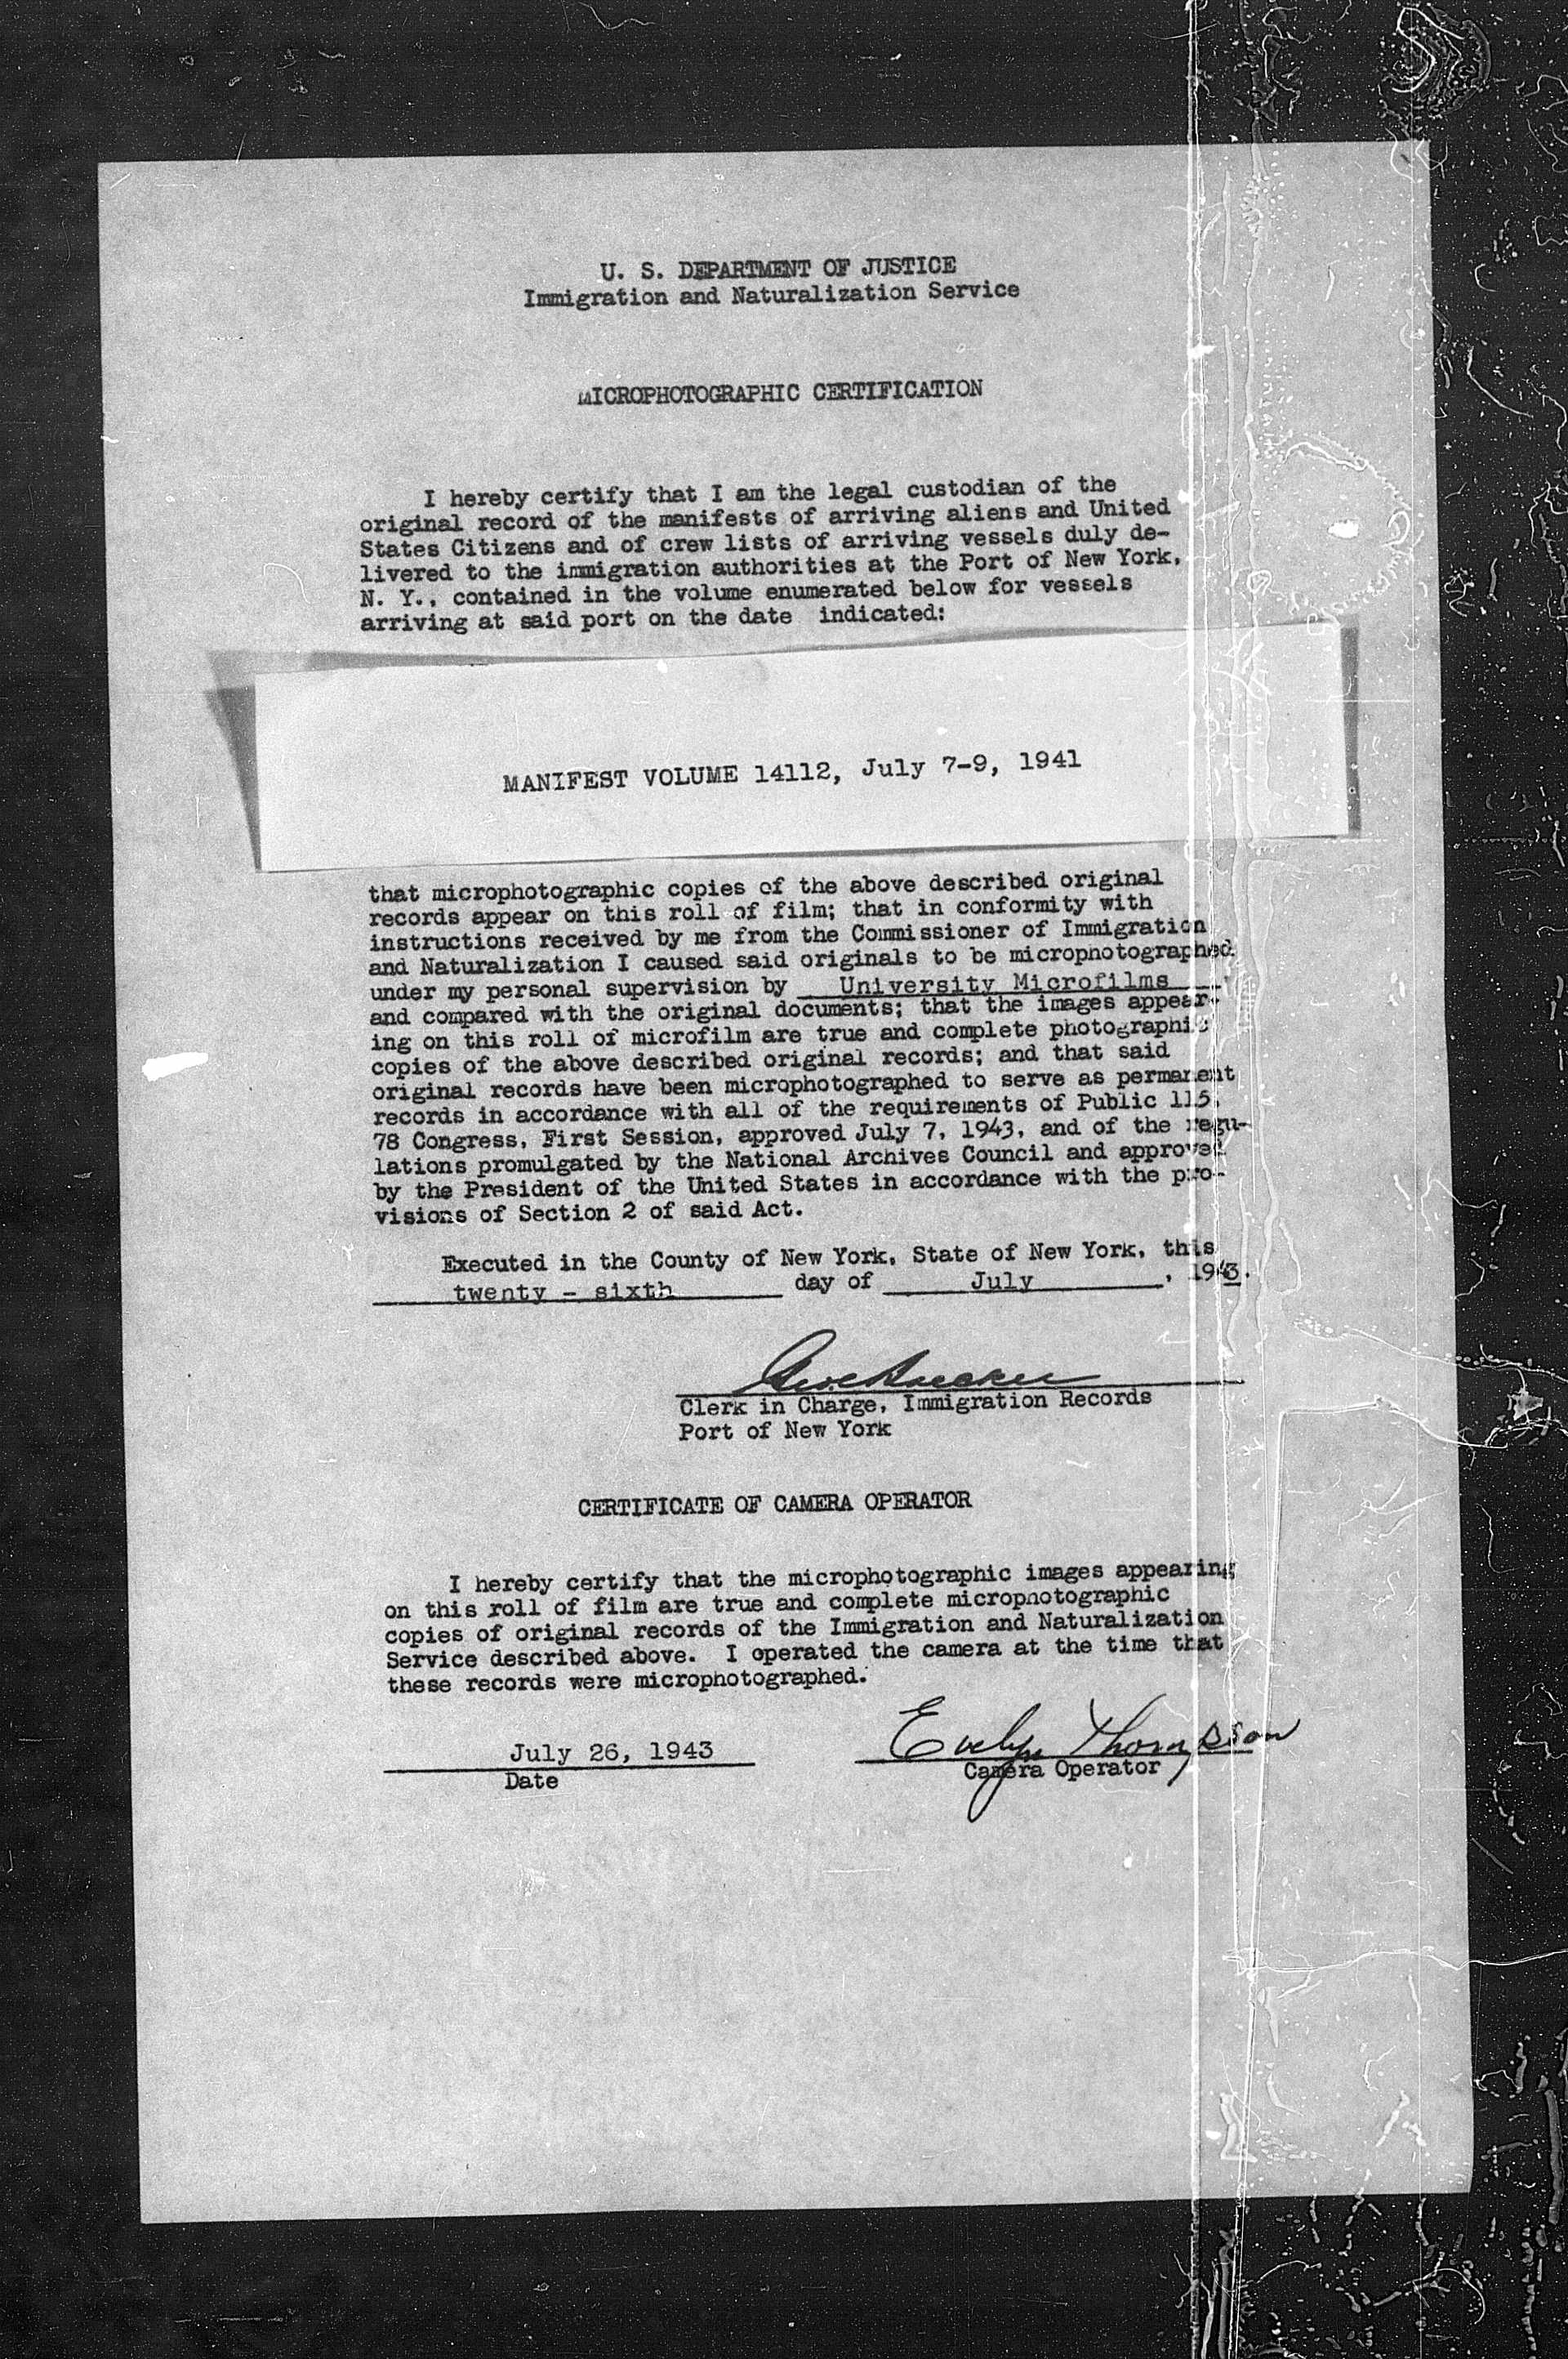 U. S. DEPARTMENT OF JUSTICE
Immigration and Naturalization Service
MICROPHOTOGRAPHIC CERTIFICATION
I hereby certify that I am the legal custodian of the
original record of the manifests of arriving aliens and United
States Citizens and of crew lists of arriving vessels duly de-
livered to the immigration authorities at the Port of New York,
N. Y., contained in the volume enumerated below for vessels
arriving at said port on the date indicated:
MANIFEST VOLUME 14112, July 7-9, 1941
that microphotographic copies of the above described original
records appear on this roll of film; that in conformity with
instructions received by me from the Commissioner of Immigration
and Naturalization I caused said originals to be microphotographed
under my personal supervision by University Microfilms
and compared with the original documents; that the images appear-
ing on this roll of microfilm are true and complete photographic
copies of the above described original records; and that said
original records have been microphotographed to serve as permanent
records in accordance with all of the requirements of Public 115,
78 Congress, First Session, approved July 7, 1943, and of the regu-
lations promulgated by the National Archives Council and approved
by the President of the United States in accordance with the pro-
visions of Section 2 of said Act.
Executed in the County of New York, State of New York, this
twenty - sixth day of July, 1943.
Clerk in Charge, Immigration Records
Port of New York
CERTIFICATE OF CAMERA OPERATOR
I hereby certify that the microphotographic images appearing
on this roll of film are true and complete microphotographic
copies of original records of the Immigration and Naturalization
Service described above. I operated the camera at the time that
these records were microphotographed.
July 26, 1943 Evelyn Thompson
Date Camera Operator